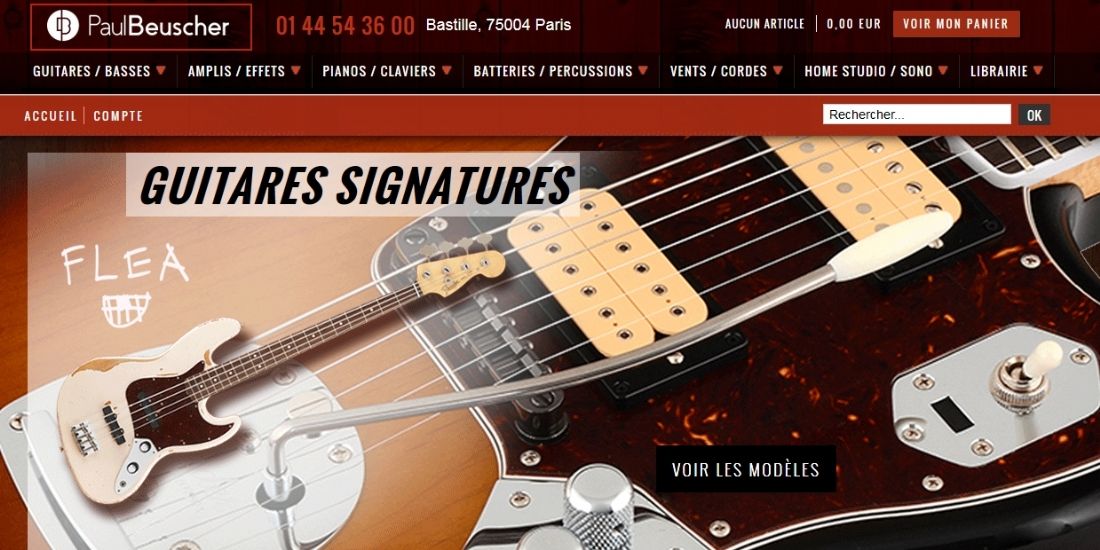 PaulBeuscher
01 44 54 36 00
Bastille, 75004 Paris
AUCUN ARTICLE
0,00 EUR
VOIR MON PANIER
GUITARES / BASSES
AMPLIS / EFFETS
PIANOS / CLAVIERS
BATTERIES / PERCUSSIONS
VENTS / CORDES
HOME STUDIO / SONO
LIBRAIRIE
ACCUEIL
COMPTE
Rechercher...
OK
GUITARES SIGNATURES
FLEA
VOIR LES MODÈLES